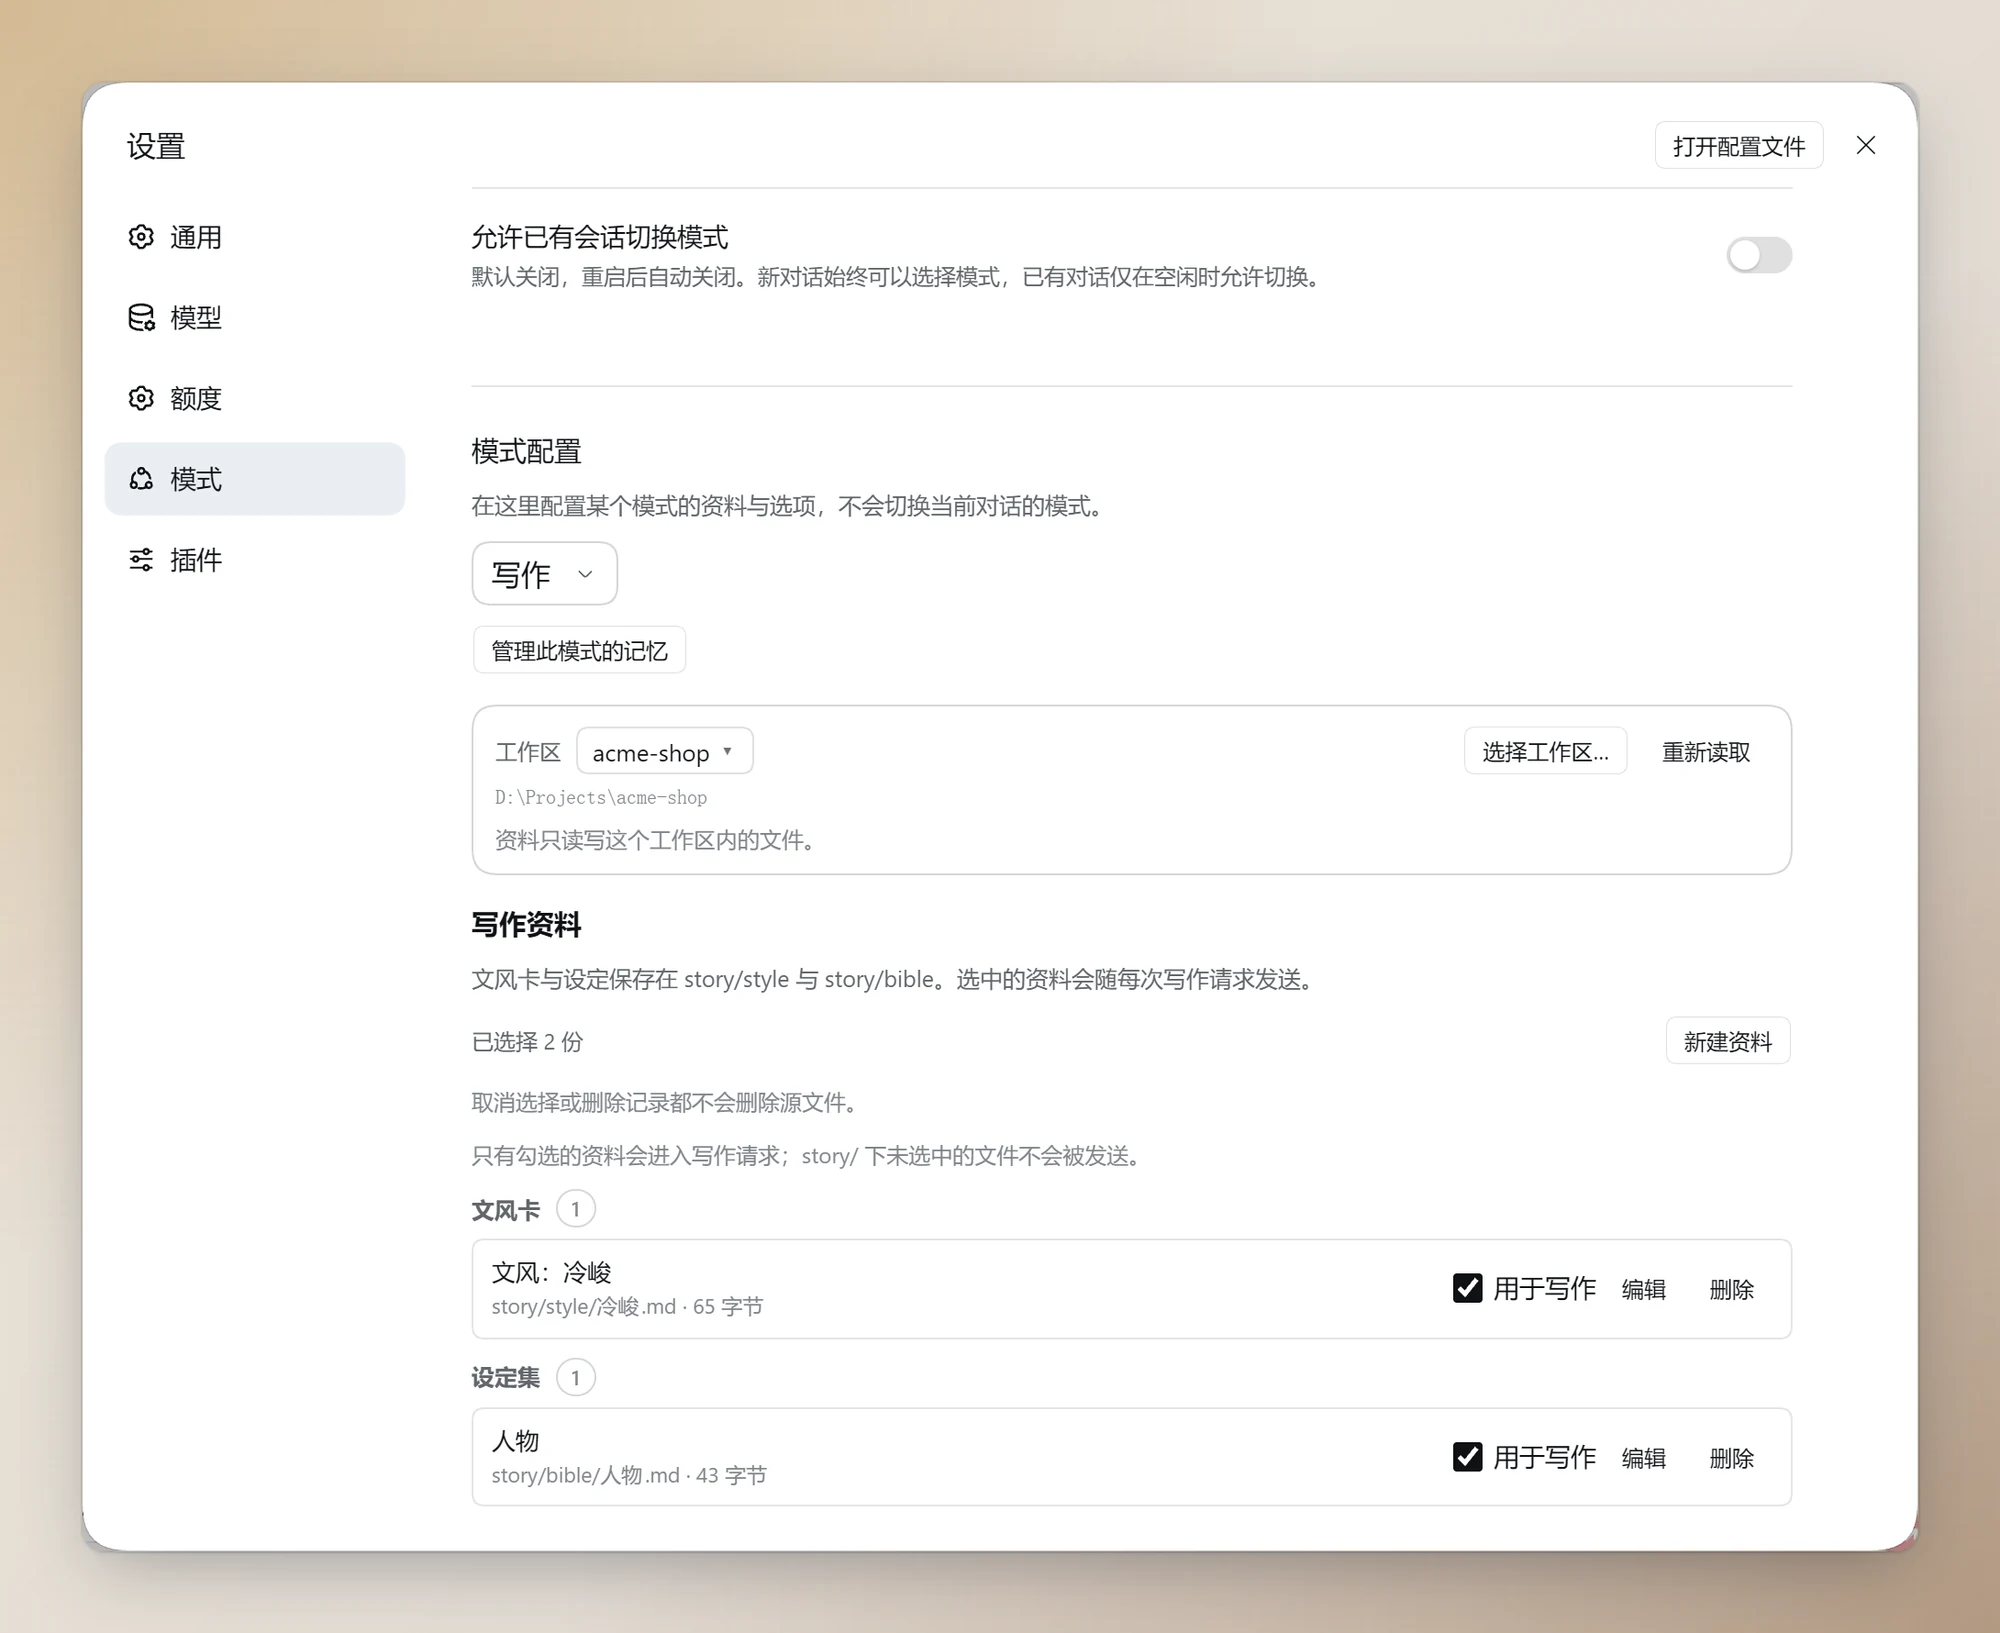 设置
打开配置文件
通用
模型
额度
模式
插件
允许已有会话切换模式
默认关闭，重启后自动关闭。新对话始终可以选择模式，已有对话仅在空闲时允许切换。
模式配置
在这里配置某个模式的资料与选项，不会切换当前对话的模式。
写作
管理此模式的记忆
工作区 acme-shop ▼ 选择工作区... 重新读取
D:\Projects\acme-shop
资料只读写这个工作区内的文件。
写作资料
文风卡与设定保存在 story/style 与 story/bible。选中的资料会随每次写作请求发送。
已选择 2 份 新建资料
取消选择或删除记录都不会删除源文件。
只有勾选的资料会进入写作请求；story/ 下未选中的文件不会被发送。
文风卡 1
文风：冷峻
story/style/冷峻.md · 65 字节
用于写作 编辑 删除
设定集 1
人物
story/bible/人物.md · 43 字节
用于写作 编辑 删除